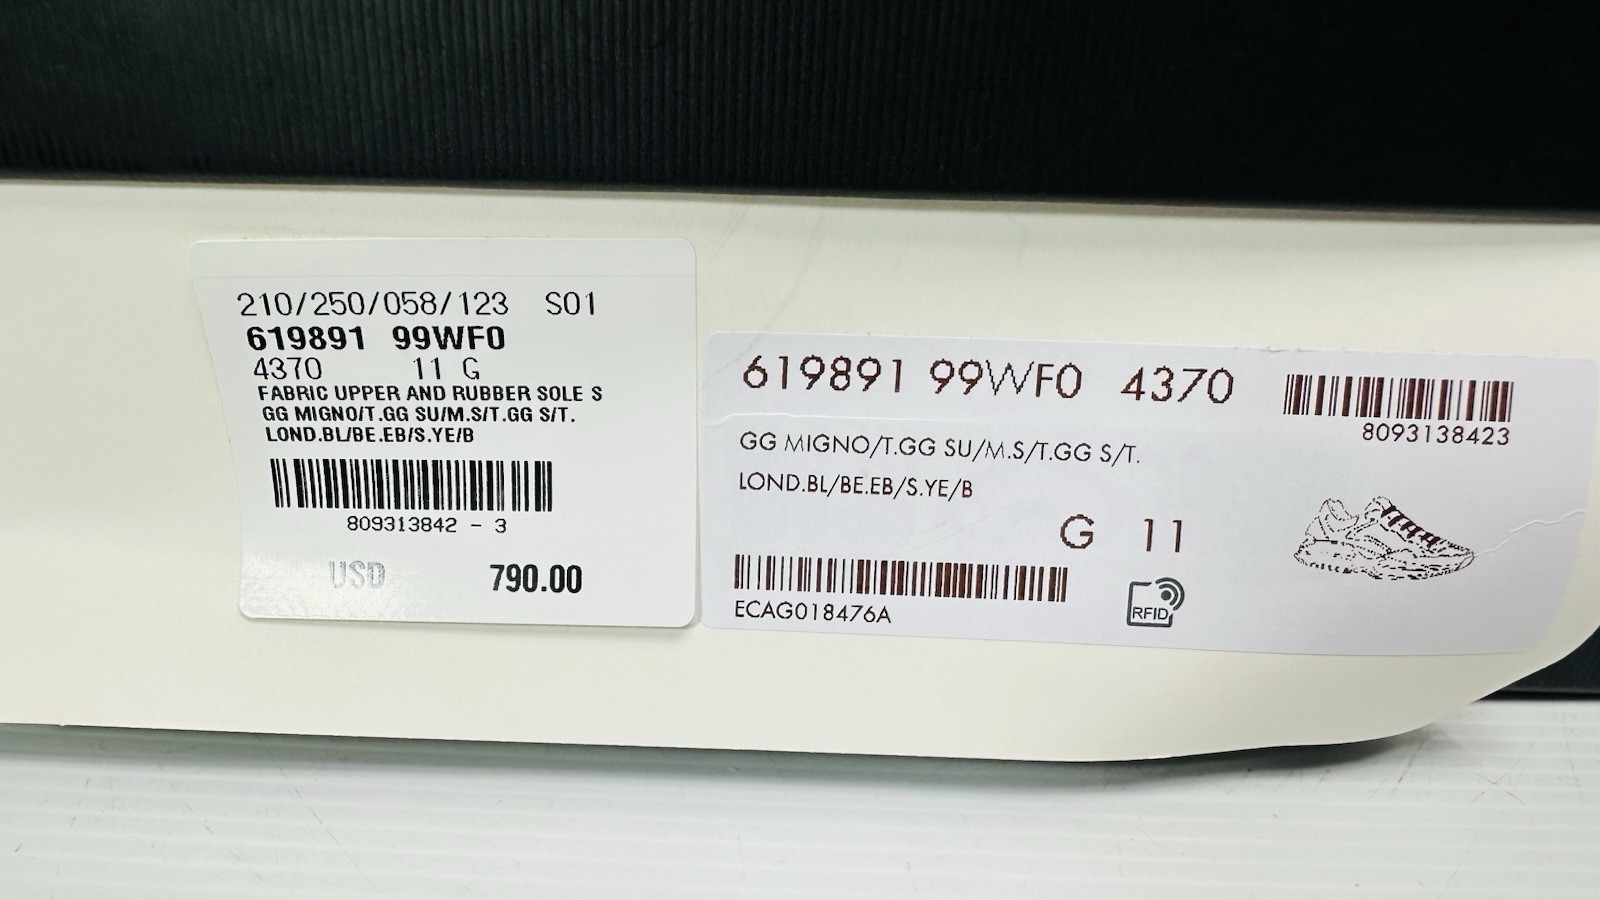 210/250/058/123 S01
619891 99WF0
4370 11 G
FABRIC UPPER AND RUBBER SOLE S
GG MIGNO/T.GG SU/M.S/T.GG S/T.
LOND.BL/BE.EB/S.YE/B
809313842 - 3
USD 790.00
619891 99WF0 4370
8093138423
GG MIGNO/T.GG SU/M.S/T.GG S/T.
LOND.BL/BE.EB/S.YE/B
G 11
ECAG018476A
RFID